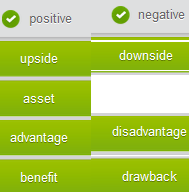 positive negative
upside downside
asset
advantage disadvantage
benefit drawback